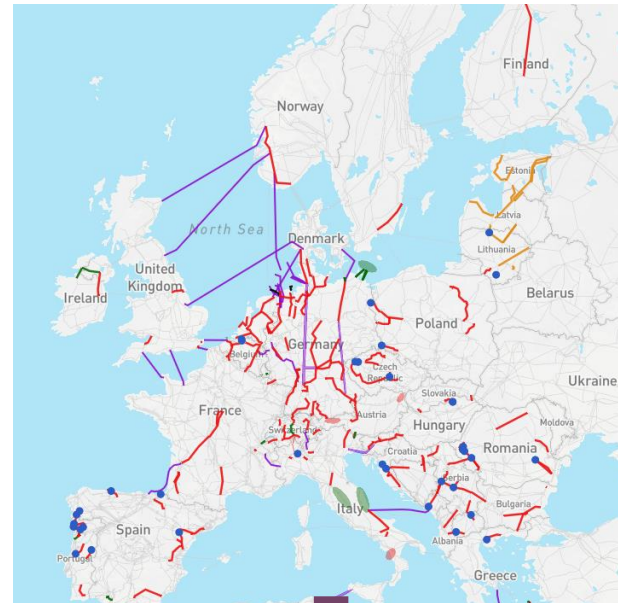 Finland
Norway
Estonia
North Sea
Latvia
Denmark
Lithuania
United
Kingdom
Ireland
Belarus
Poland
Germany
Belgium
Czech
Republic
Ukraine
Slovakia
France
Austria
Moldova
Switzerland
Hungary
Romania
Croatia
Serbia
Italy
Bulgaria
Spain
Portugal
Albania
Greece